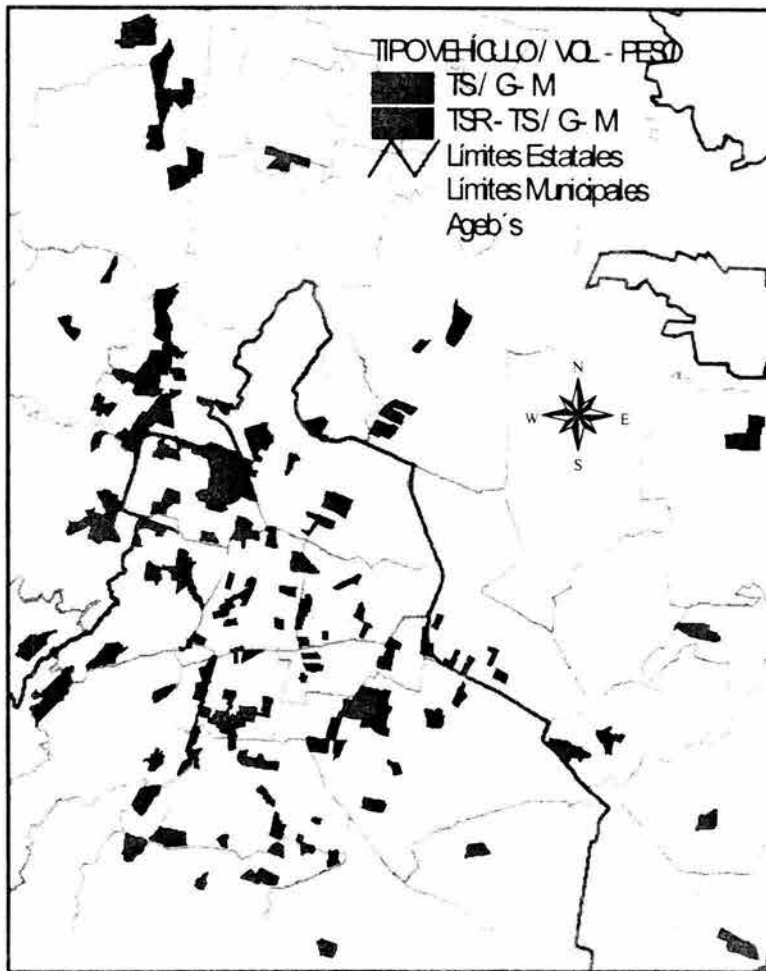 TIPOVEHÍCULO/ VOL - PESO
TS/ G- M
TSR- TS/ G- M
Límites Estatales
Límites Municipales
Ageb´s
N
W E
S